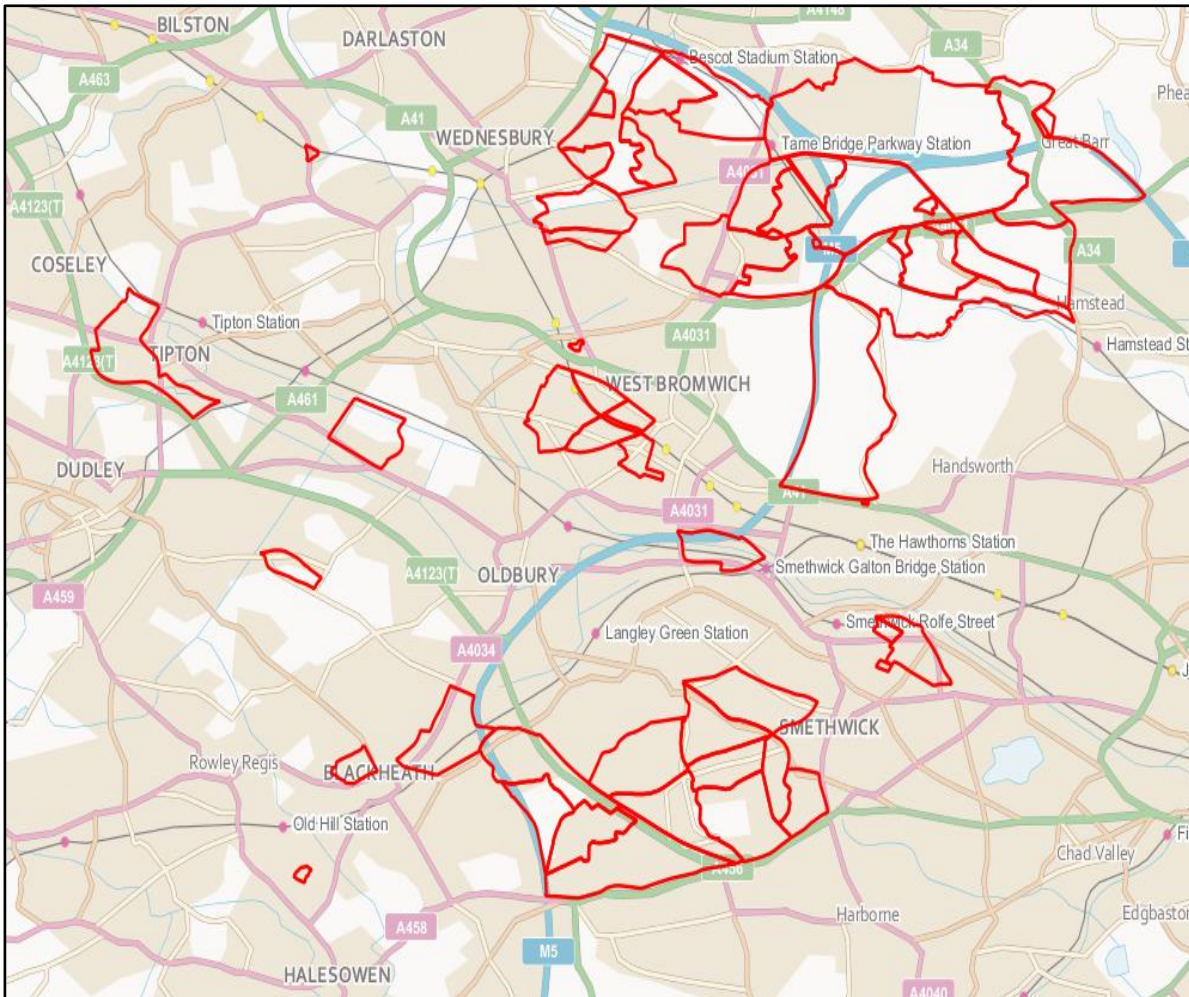 BILSTON
DARLASTON
A4148
A34
A463
Bescot Stadium Station
A41
WEDNESBURY
Tame Bridge Parkway Station
Great Barr
A4031
A4123(T)
M5
A34
COSELEY
Hamstead
Tipton Station
A4031
TIPTON
Hamstead St
A4123(T)
WEST BROMWICH
A461
DUDLEY
Handsworth
A41
A4031
The Hawthorns Station
A4123(T)
OLDBURY
Smethwick Galton Bridge Station
A459
Smethwick Rolfe Street
Langley Green Station
A4034
SMETHWICK
Rowley Regis
BLACKHEATH
Old Hill Station
Chad Valley
A456
Harborne
Edgbaston
A458
M5
HALESOWEN
A4040